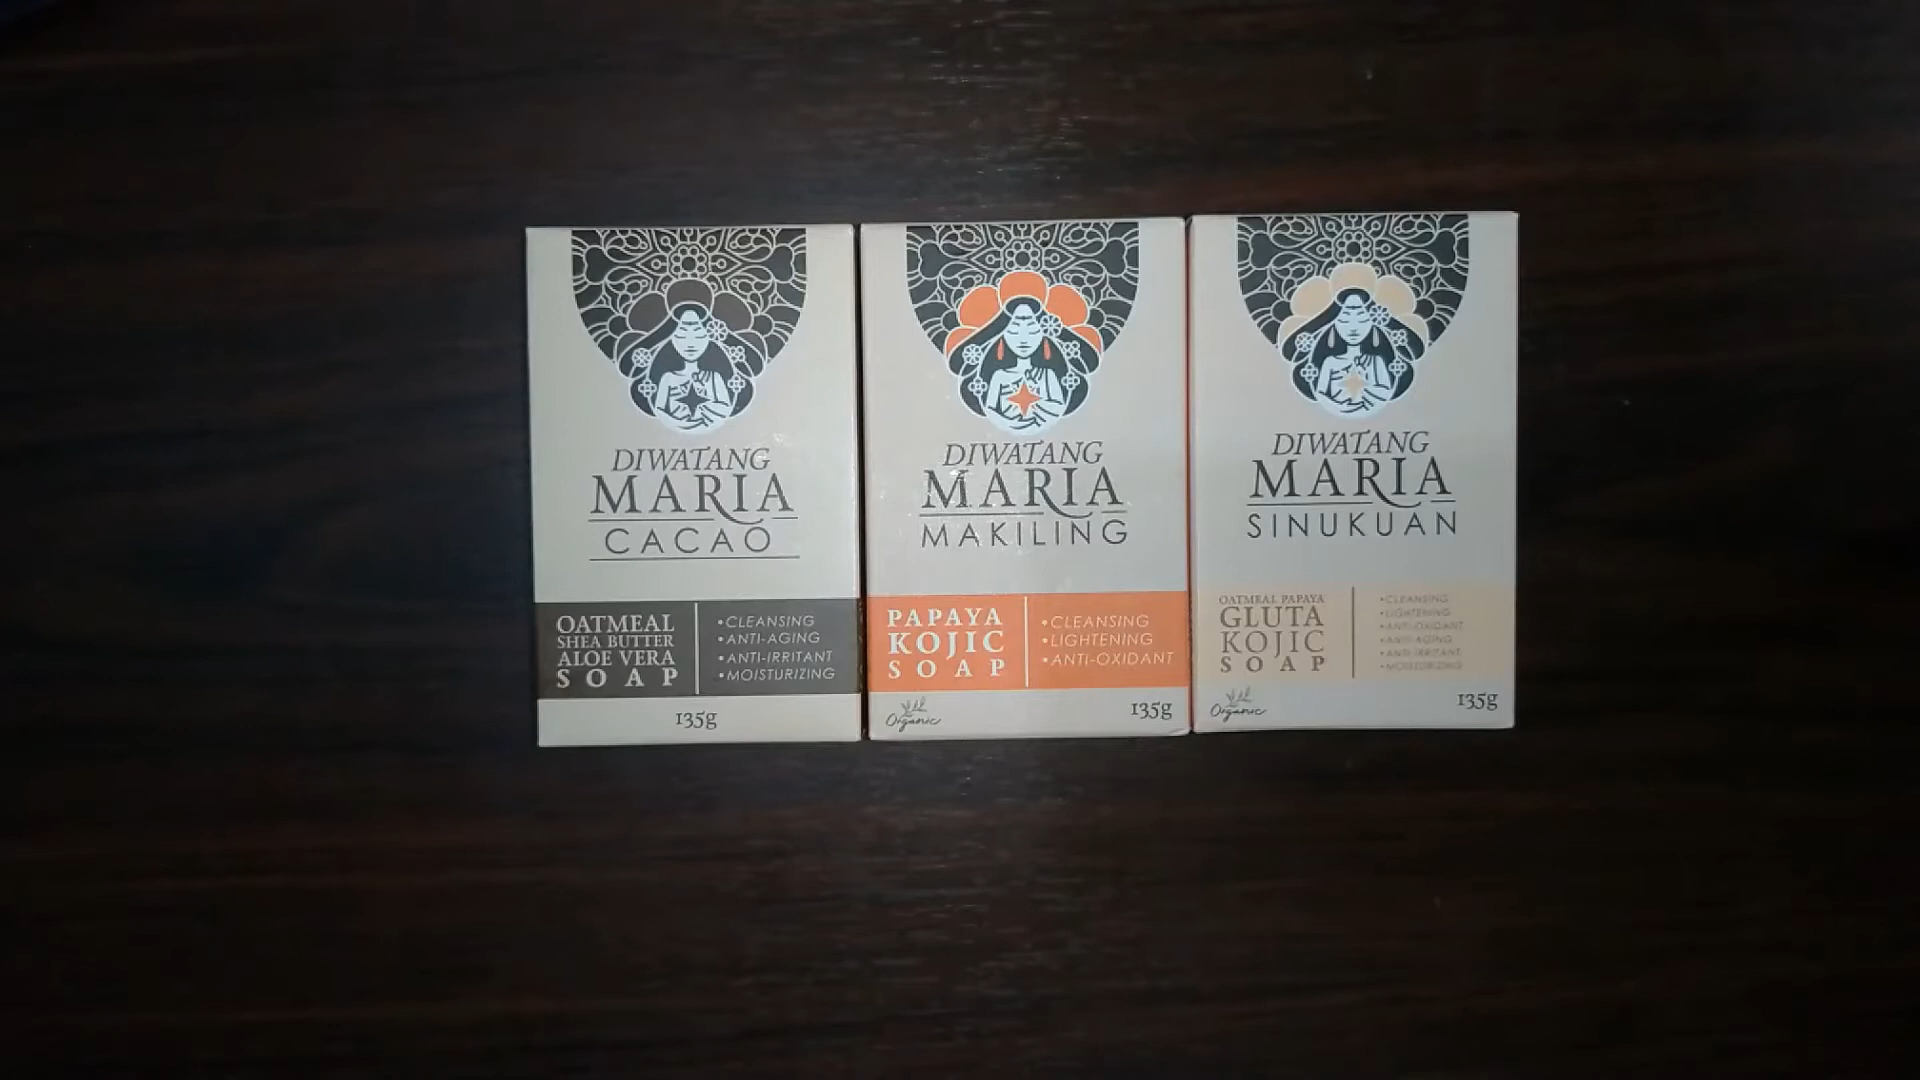 DIWATANG
MARIA
CACAO
OATMEAL
SHEA BUTTER
ALOE VERA
SOAP
•CLEANSING
•ANTI-AGING
•ANTI-IRRITANT
•MOISTURIZING
135g
DIWATANG
MARIA
MAKILING
PAPAYA
KOJIC
SOAP
•CLEANSING
•LIGHTENING
•ANTI-OXIDANT
Organic
135g
DIWATANG
MARIA
SINUKUAN
OATMEAL PAPAYA
GLUTA
KOJIC
SOAP
•CLEANSING
•LIGHTENING
•ANTI-OXIDANT
•ANTI-AGING
•ANTI-IRRITANT
•MOISTURIZING
Organic
135g